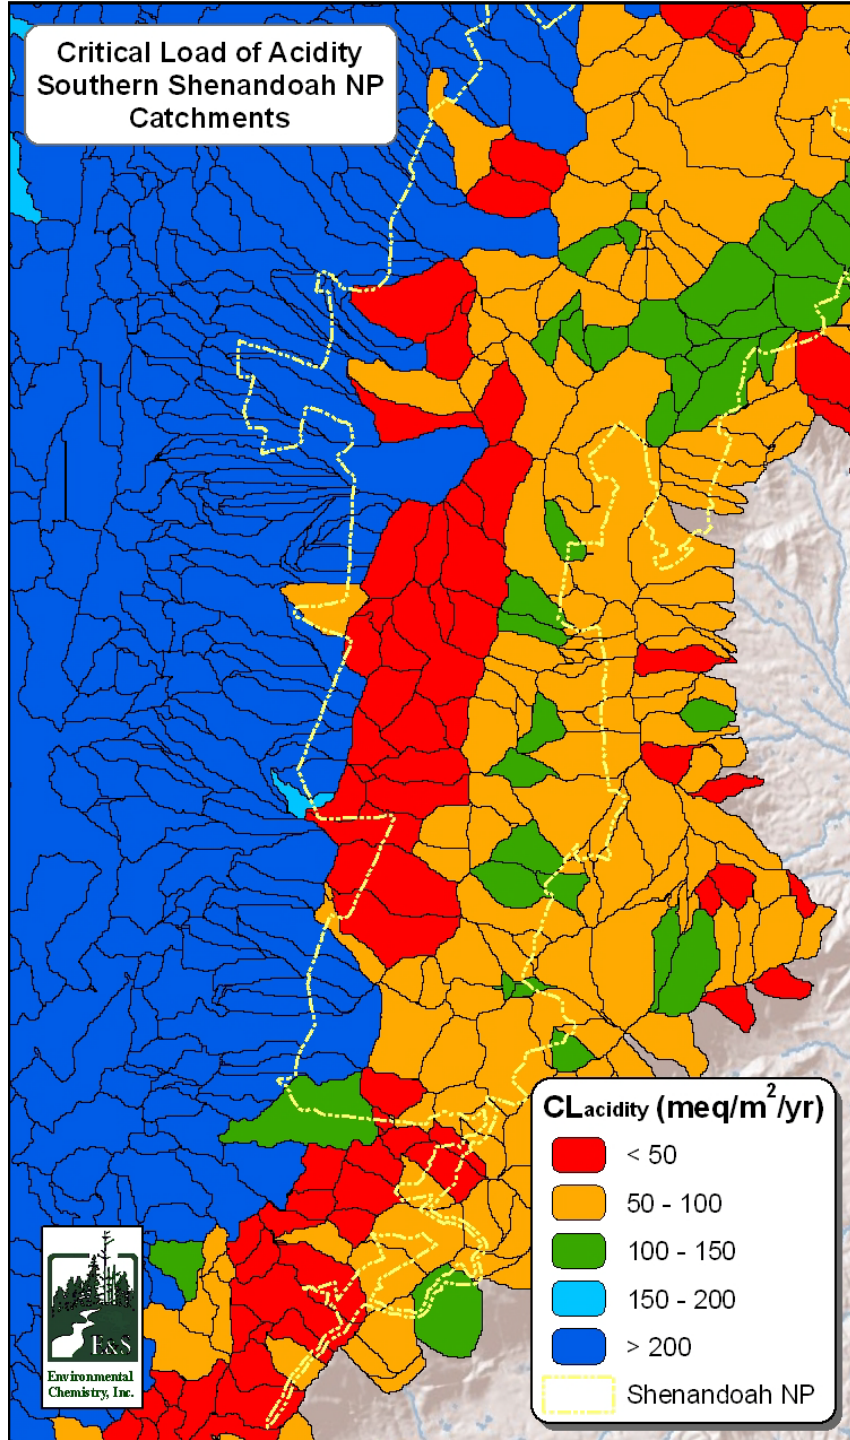 Critical Load of Acidity
Southern Shenandoah NP
Catchments
CLacidity (meq/m²/yr)
< 50
50 - 100
100 - 150
150 - 200
> 200
Shenandoah NP
E&S
Environmental
Chemistry, Inc.